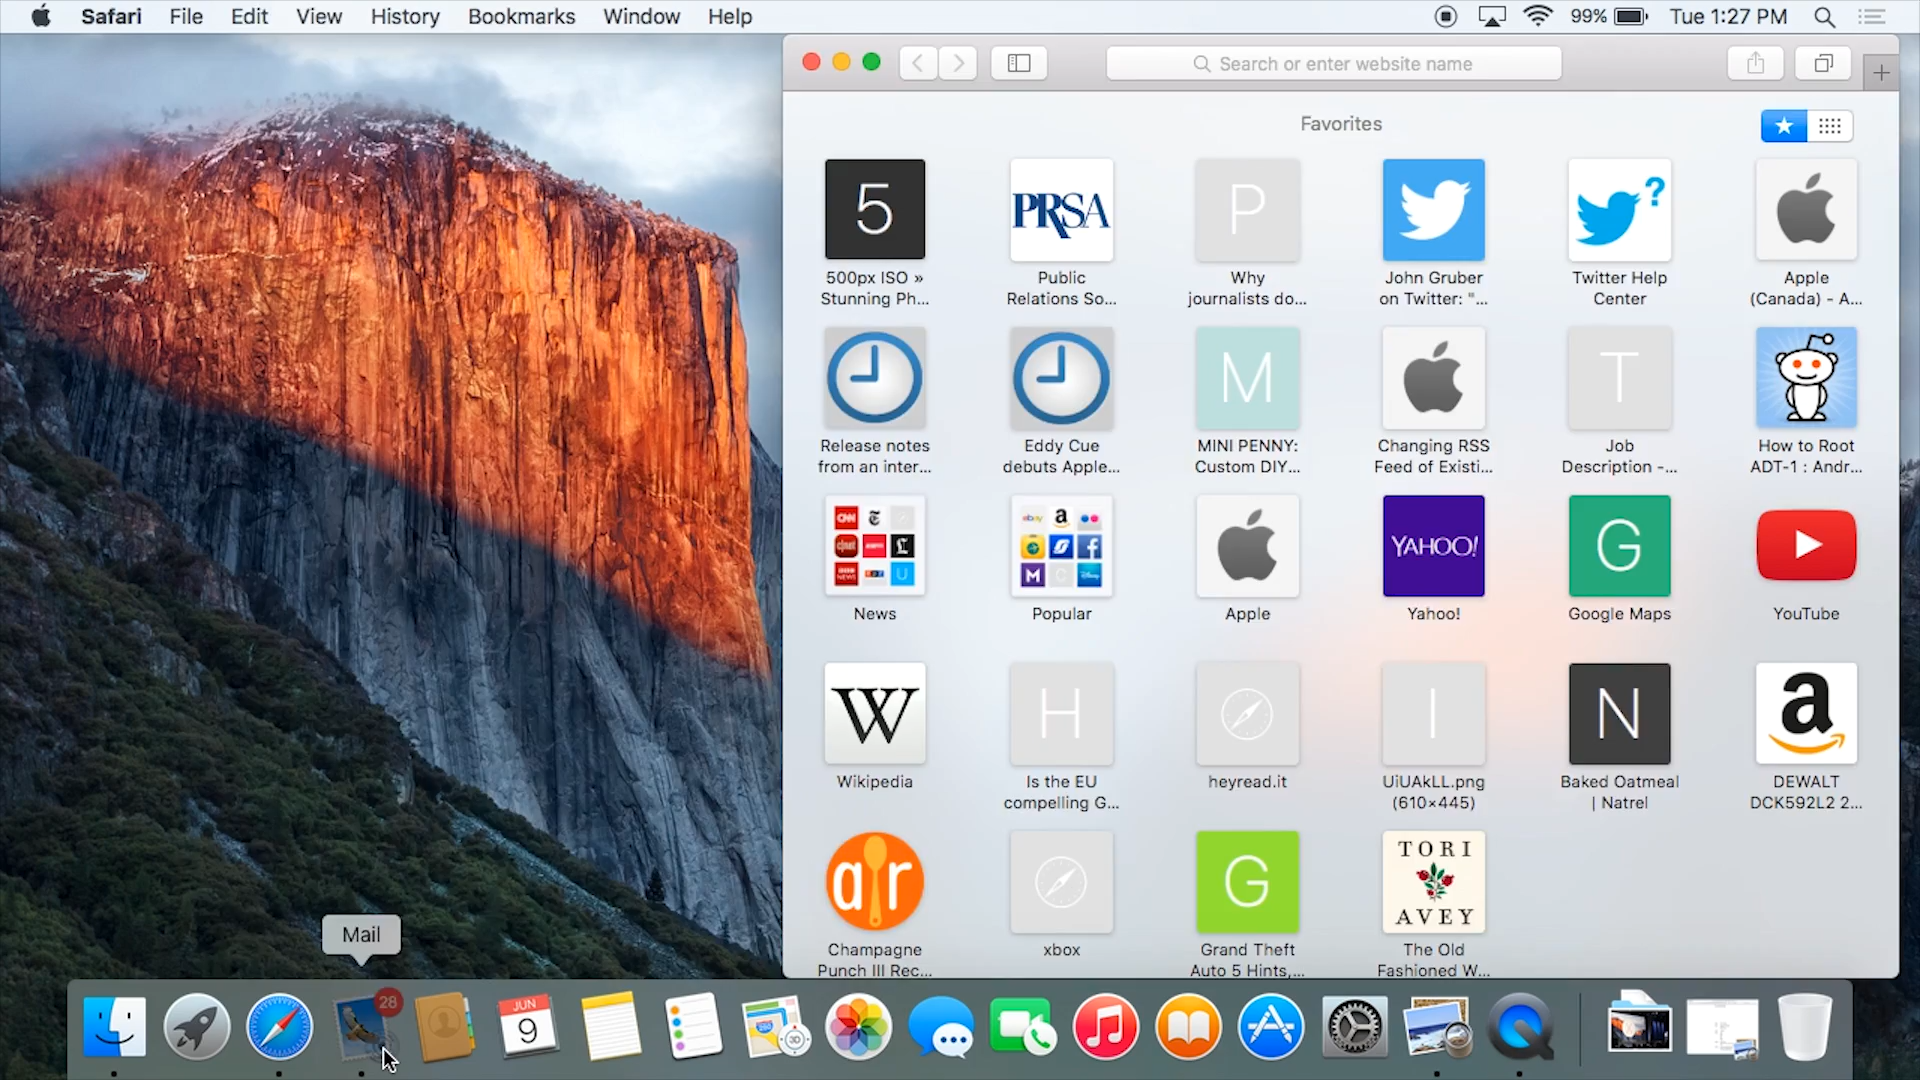 Safari File Edit View History Bookmarks Window Help 99% Tue 1:27 PM
Search or enter website name
Favorites
5 PRSA P ?
500px ISO » Public Why John Gruber Twitter Help Apple
Stunning Ph... Relations So... journalists do... on Twitter: "... Center (Canada) - A...
M T
Release notes Eddy Cue MINI PENNY: Changing RSS Job How to Root
from an inter... debuts Apple... Custom DIY... Feed of Existi... Description -... ADT-1 : Andr...
CNN ebay a
YAHOO! G
News Popular Apple Yahoo! Google Maps YouTube
W H I N a
Wikipedia Is the EU heyread.it UiUAkLL.png Baked Oatmeal DEWALT
compelling G... (610×445) | Natrel DCK592L2 2...
air G TORI
AVEY
Champagne xbox Grand Theft The Old
Punch III Rec... Auto 5 Hints,... Fashioned W...
Mail
28
JUN
9
3D